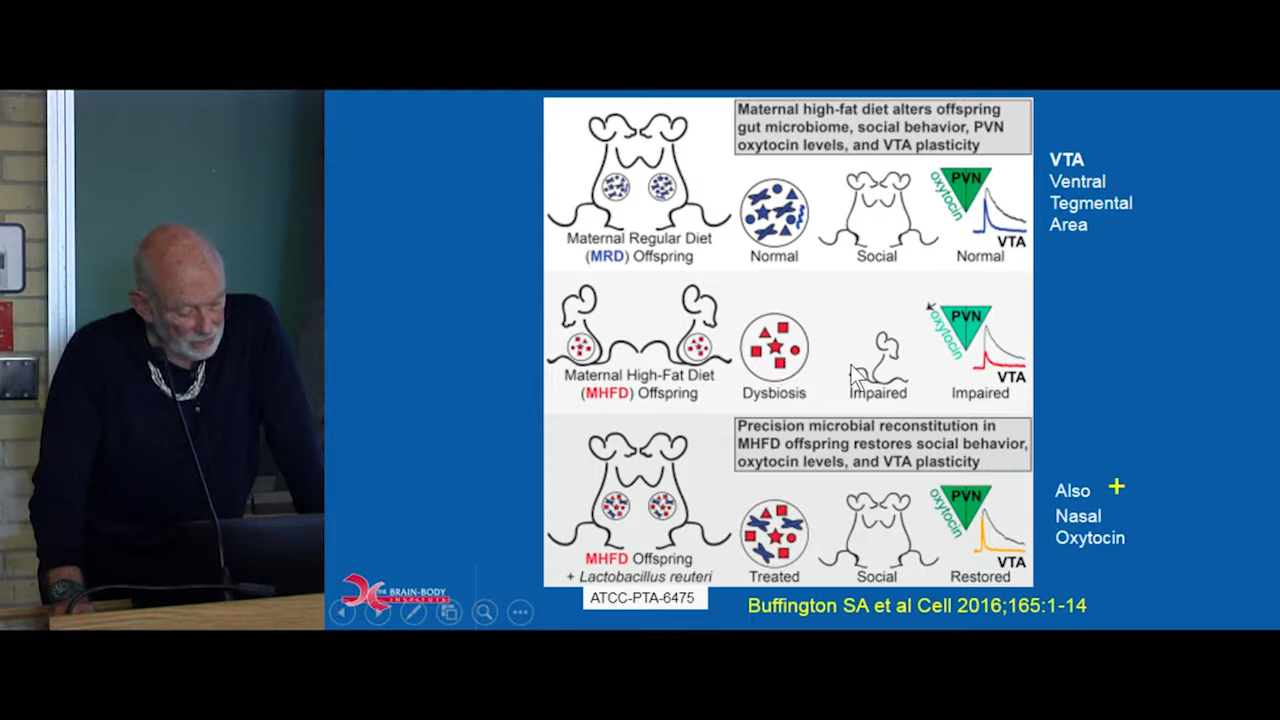 Maternal high-fat diet alters offspring
gut microbiome, social behavior, PVN
oxytocin levels, and VTA plasticity
PVN
oxytocin
VTA
Maternal Regular Diet
(MRD) Offspring
Normal
Social
Normal
VTA
Ventral
Tegmental
Area
PVN
oxytocin
VTA
Maternal High-Fat Diet
(MHFD) Offspring
Dysbiosis
Impaired
Impaired
Precision microbial reconstitution in
MHFD offspring restores social behavior,
oxytocin levels, and VTA plasticity
PVN
oxytocin
VTA
MHFD Offspring
+ Lactobacillus reuteri
Treated
Social
Restored
ATCC-PTA-6475
Also +
Nasal
Oxytocin
THE BRAIN-BODY
INSTITUTE
Buffington SA et al Cell 2016;165:1-14